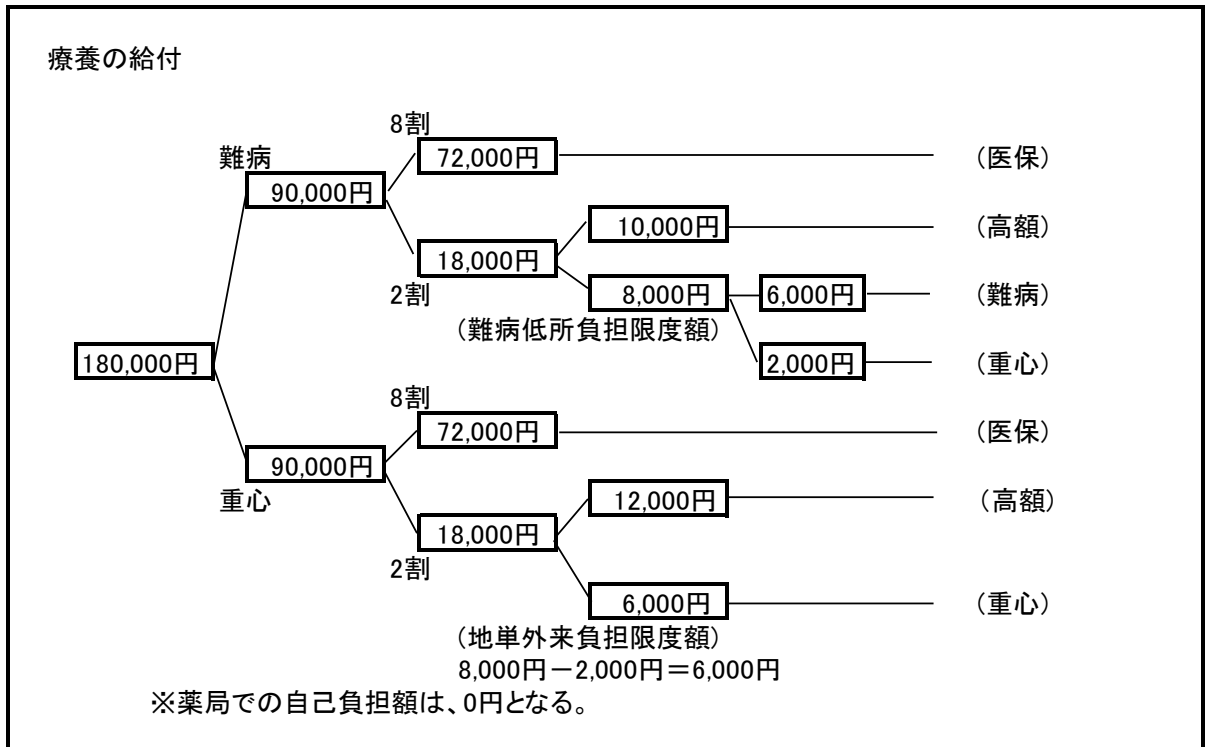 療養の給付
8割
難病
72,000円
(医保)
90,000円
10,000円
(高額)
18,000円
2割
8,000円
6,000円
(難病)
(難病低所負担限度額)
180,000円
2,000円
(重心)
8割
72,000円
(医保)
90,000円
重心
12,000円
(高額)
18,000円
2割
6,000円
(重心)
(地単外来負担限度額)
8,000円－2,000円＝6,000円
※薬局での自己負担額は、0円となる。